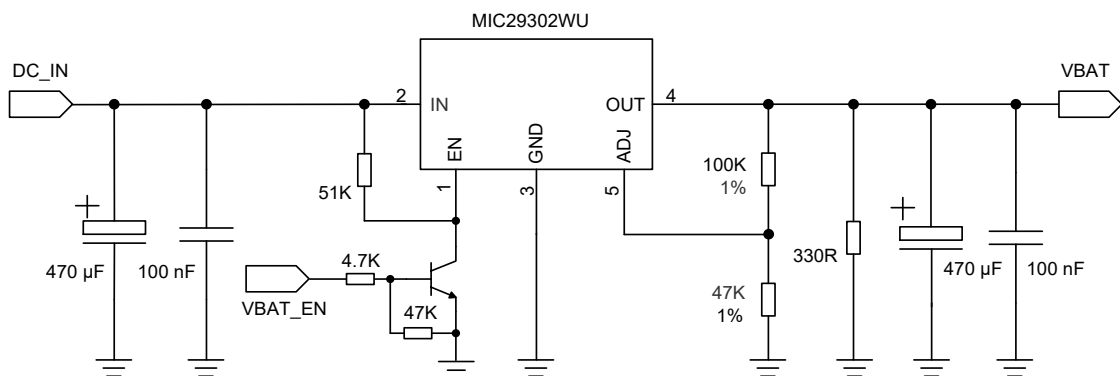 MIC29302WU
DC_IN
VBAT
2
IN
OUT
4
EN
GND
ADJ
1
3
5
51K
100K
1%
470 µF
100 nF
4.7K
VBAT_EN
47K
47K
1%
330R
470 µF
100 nF